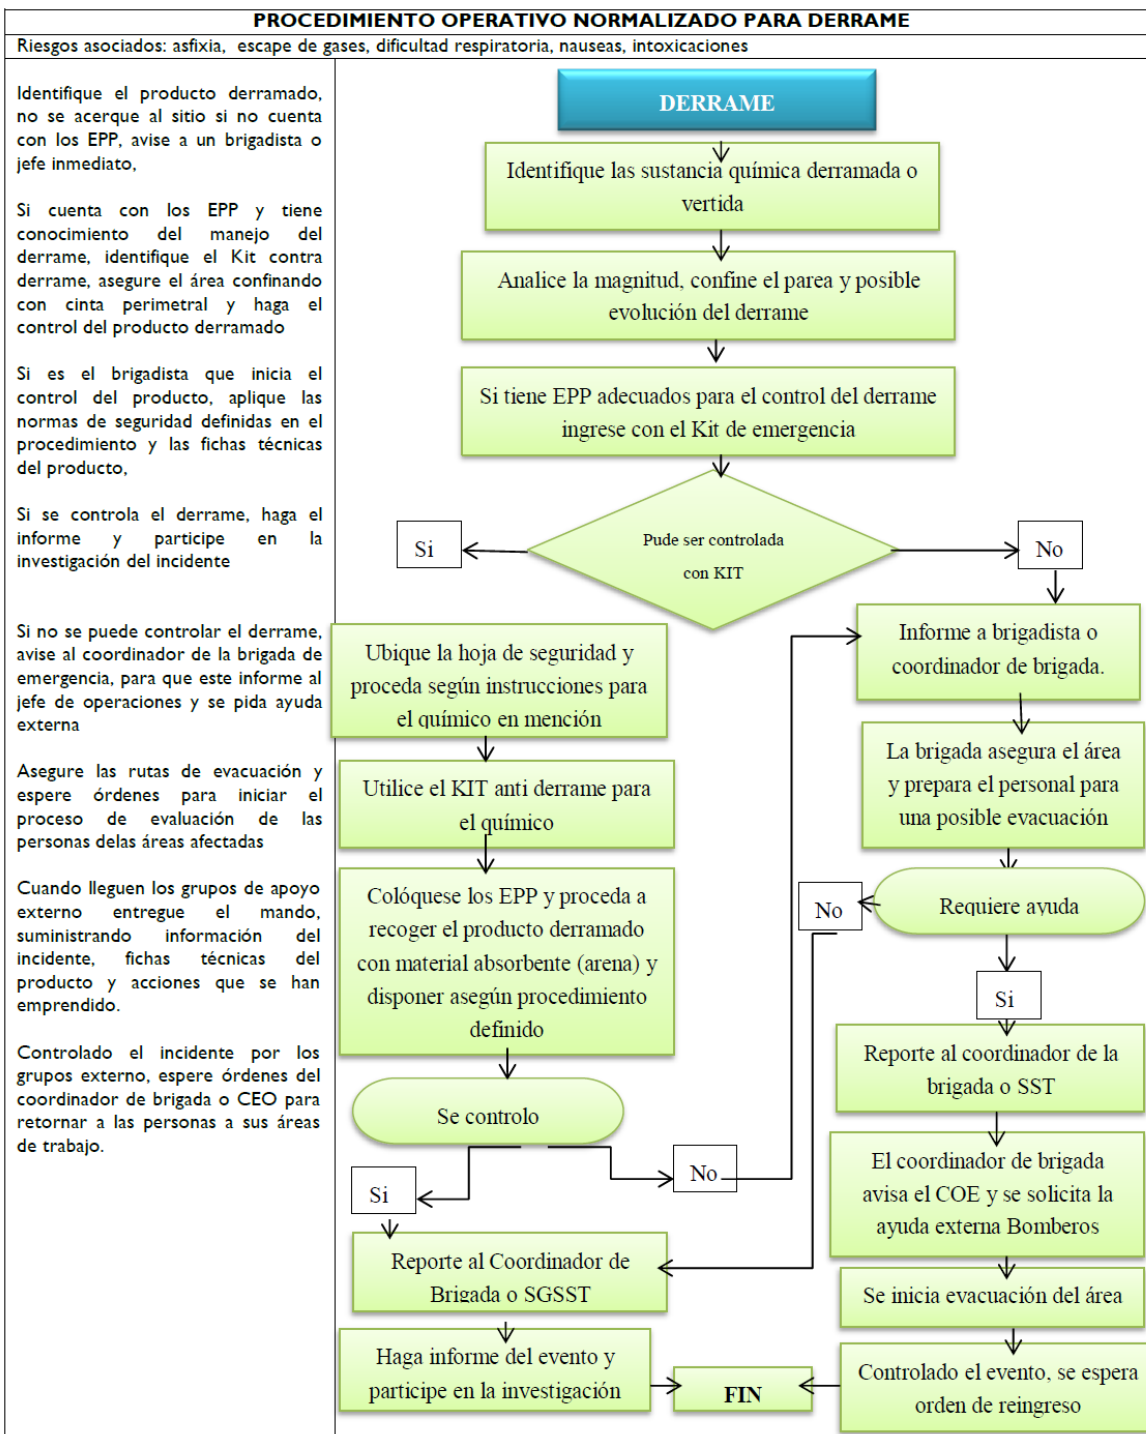 PROCEDIMIENTO OPERATIVO NORMALIZADO PARA DERRAME
Riesgos asociados: asfixia, escape de gases, dificultad respiratoria, nauseas, intoxicaciones
Identifique el producto derramado,
no se acerque al sitio si no cuenta
con los EPP, avise a un brigadista o
jefe inmediato,
Si cuenta con los EPP y tiene
conocimiento del manejo del
derrame, identifique el Kit contra
derrame, asegure el área confinando
con cinta perimetral y haga el
control del producto derramado
Si es el brigadista que inicia el
control del producto, aplique las
normas de seguridad definidas en el
procedimiento y las fichas técnicas
del producto,
Si se controla el derrame, haga el
informe y participe en la
investigación del incidente
Si no se puede controlar el derrame,
avise al coordinador de la brigada de
emergencia, para que este informe al
jefe de operaciones y se pida ayuda
externa
Asegure las rutas de evacuación y
espere órdenes para iniciar el
proceso de evaluación de las
personas delas áreas afectadas
Cuando lleguen los grupos de apoyo
externo entregue el mando,
suministrando información del
incidente, fichas técnicas del
producto y acciones que se han
emprendido.
Controlado el incidente por los
grupos externo, espere órdenes del
coordinador de brigada o CEO para
retornar a las personas a sus áreas
de trabajo.
DERRAME
Identifique las sustancia química derramada o
vertida
Analice la magnitud, confine el parea y posible
evolución del derrame
Si tiene EPP adecuados para el control del derrame
ingrese con el Kit de emergencia
Pude ser controlada
con KIT
Si
No
Ubique la hoja de seguridad y
proceda según instrucciones para
el químico en mención
Utilice el KIT anti derrame para
el químico
Colóquese los EPP y proceda a
recoger el producto derramado
con material absorbente (arena) y
disponer asegún procedimiento
definido
Se controlo
Si
No
Reporte al Coordinador de
Brigada o SGSST
Haga informe del evento y
participe en la investigación
Informe a brigadista o
coordinador de brigada.
La brigada asegura el área
y prepara el personal para
una posible evacuación
Requiere ayuda
No
Si
Reporte al coordinador de la
brigada o SST
El coordinador de brigada
avisa el COE y se solicita la
ayuda externa Bomberos
Se inicia evacuación del área
Controlado el evento, se espera
orden de reingreso
FIN